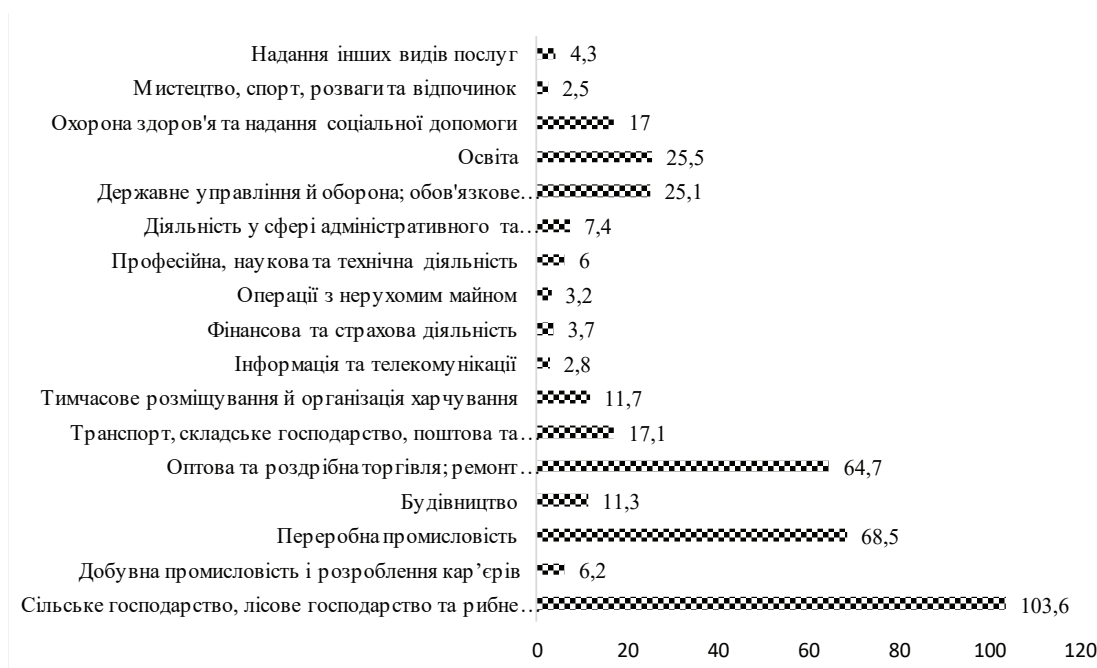 Надання інших видів послуг 4,3
Мистецтво, спорт, розваги та відпочинок 2,5
Охорона здоров'я та надання соціальної допомоги 17
Освіта 25,5
Державне управління й оборона; обов'язкове… 25,1
Діяльність у сфері адміністративного та… 7,4
Професійна, наукова та технічна діяльність 6
Операції з нерухомим майном 3,2
Фінансова та страхова діяльність 3,7
Інформація та телекомунікації 2,8
Тимчасове розміщування й організація харчування 11,7
Транспорт, складське господарство, поштова та… 17,1
Оптова та роздрібна торгівля; ремонт… 64,7
Будівництво 11,3
Переробна промисловість 68,5
Добувна промисловість і розроблення кар’єрів 6,2
Сільське господарство, лісове господарство та рибне… 103,6
0 20 40 60 80 100 120